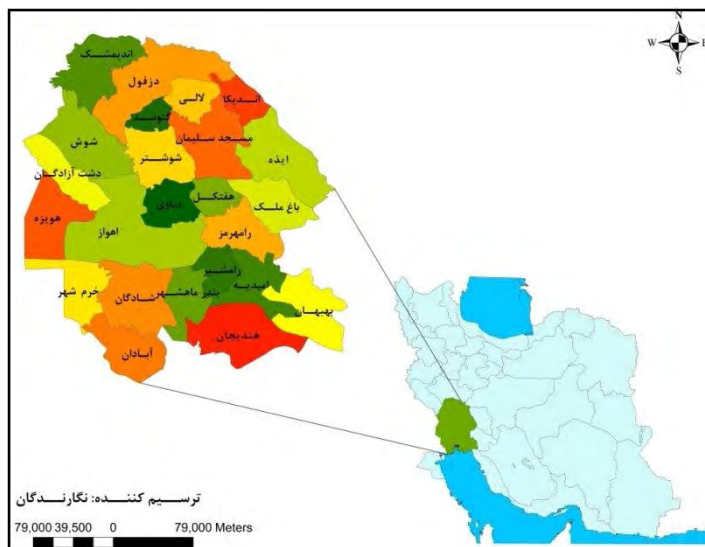 N
W E
S
اندیمشک
دزفول
لالی
اندیکا
گتوند
مسجد سلیمان
شوش
شوشتر
ایذه
دشت آزادگان
هفتکل
باوی
باغ ملک
هویزه
اهواز
رامهرمز
رامشیر
امیدیه
خرم شهر
شادگان
بندر ماهشهر
بهبهان
هندیجان
آبادان
ترسیم کننده: نگارندگان
79,000 39,500 0 79,000 Meters